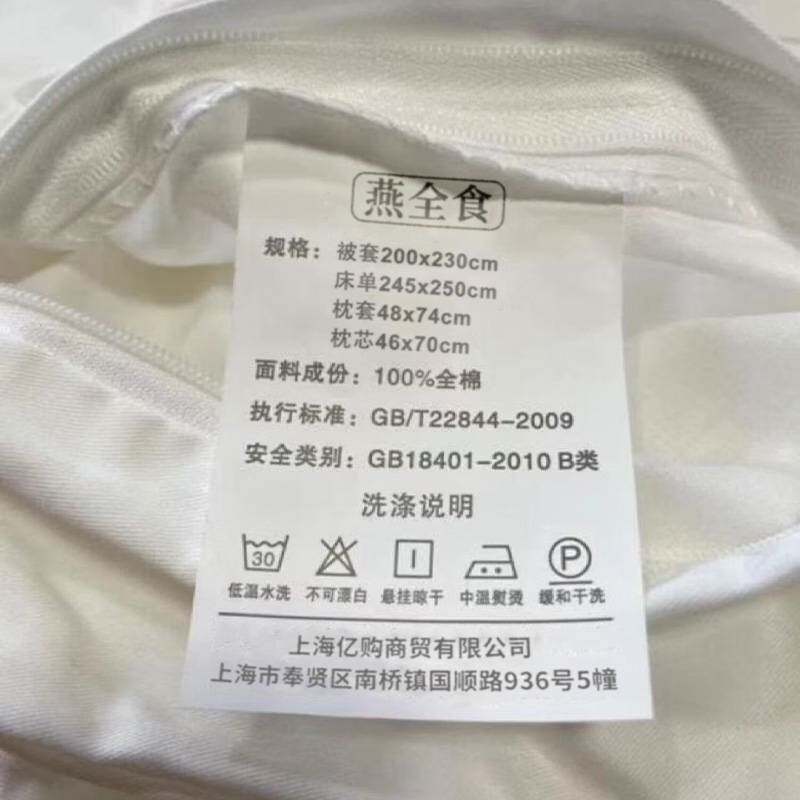 燕全食
规格：被套200x230cm
床单245x250cm
枕套48x74cm
枕芯46x70cm
面料成份：100%全棉
执行标准：GB/T22844-2009
安全类别：GB18401-2010 B类
洗涤说明
30 P
低温水洗 不可漂白 悬挂晾干 中温熨烫 缓和干洗
上海亿购商贸有限公司
上海市奉贤区南桥镇国顺路936号5幢